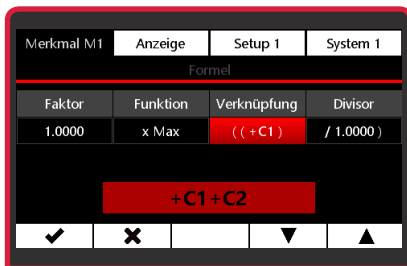 Merkmal M1 Anzeige Setup 1 System 1
Formel
Faktor Funktion Verknüpfung Divisor
1.0000 x Max ( ( +C1 ) / 1.0000 )
+C1+C2